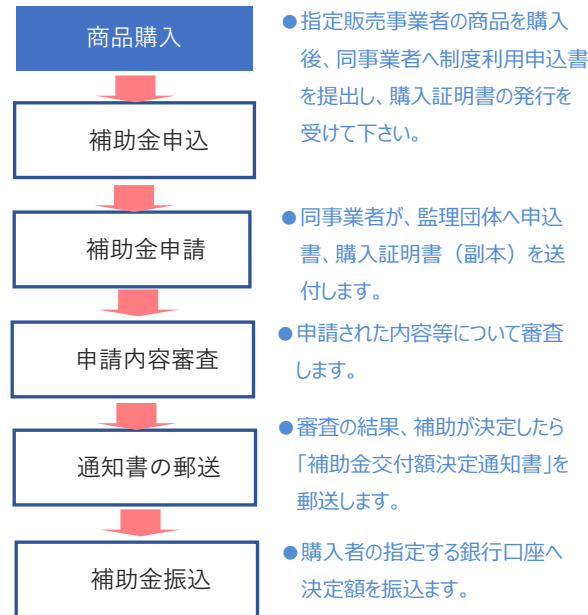 商品購入
●指定販売事業者の商品を購入
後、同事業者へ制度利用申込書
を提出し、購入証明書の発行を
受けて下さい。
補助金申込
補助金申請
●同事業者が、監理団体へ申込
書、購入証明書（副本）を送
付します。
申請内容審査
●申請された内容等について審査
します。
通知書の郵送
●審査の結果、補助が決定したら
「補助金交付額決定通知書」を
郵送します。
補助金振込
●購入者の指定する銀行口座へ
決定額を振込ます。